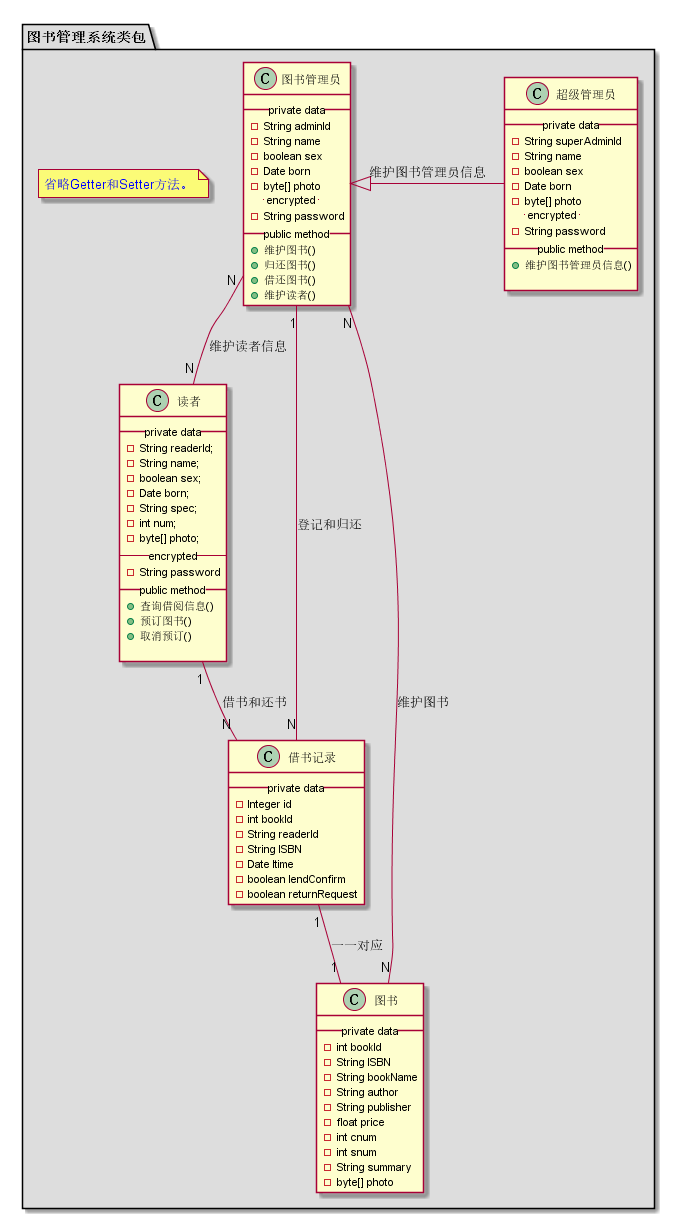 图书管理系统类包
C 图书管理员
private data
String adminId
String name
boolean sex
Date born
byte[] photo
encrypted
String password
public method
维护图书()
归还图书()
借还图书()
维护读者()
C 超级管理员
private data
String superAdminId
String name
boolean sex
Date born
byte[] photo
encrypted
String password
public method
维护图书管理员信息()
维护图书管理员信息
省略Getter和Setter方法。
N
1
N
维护读者信息
N
C 读者
private data
String readerId;
String name;
boolean sex;
Date born;
String spec;
int num;
byte[] photo;
encrypted
String password
public method
查询借阅信息()
预订图书()
取消预订()
登记和归还
1
借书和还书
维护图书
N
N
C 借书记录
private data
Integer id
int bookId
String readerId
String ISBN
Date ltime
boolean lendConfirm
boolean returnRequest
1
一一对应
1
N
C 图书
private data
int bookId
String ISBN
String bookName
String author
String publisher
float price
int cnum
int snum
String summary
byte[] photo